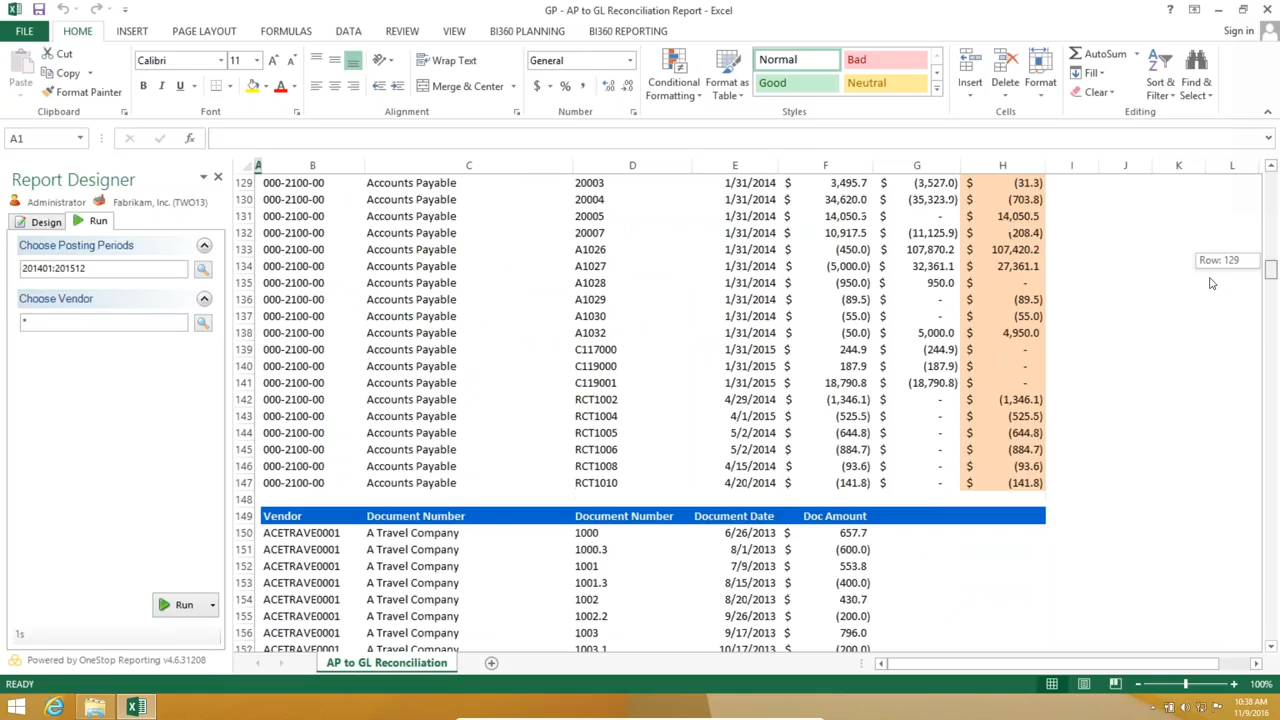 GP - AP to GL Reconciliation Report - Excel
Sign in
FILE HOME INSERT PAGE LAYOUT FORMULAS DATA REVIEW VIEW BI360 PLANNING BI360 REPORTING
Paste
Cut
Copy
Format Painter
Clipboard
Calibri 11
B I U
Font
Wrap Text
Merge & Center
Alignment
General
$ % ,
Number
Conditional Formatting
Format as Table
Normal Bad
Good Neutral
Styles
Insert Delete Format
Cells
AutoSum
Fill
Clear
Sort & Filter
Find & Select
Editing
A1
fx
Report Designer
Administrator Fabrikam, Inc. (TWO13)
Design Run
Choose Posting Periods
201401:201512
Choose Vendor
*
Run
1s
Powered by OneStop Reporting v4.6.31208
A B C D E F G H I J K L
129 000-2100-00 Accounts Payable 20003 1/31/2014 $ 3,495.7 $ (3,527.0) $ (31.3)
130 000-2100-00 Accounts Payable 20004 1/31/2014 $ 34,620.0 $ (35,323.9) $ (703.8)
131 000-2100-00 Accounts Payable 20005 1/31/2014 $ 14,050.5 $ - $ 14,050.5
132 000-2100-00 Accounts Payable 20007 1/31/2014 $ 10,917.5 $ (11,125.9) $ (208.4)
133 000-2100-00 Accounts Payable A1026 1/31/2014 $ (450.0) $ 107,870.2 $ 107,420.2
134 000-2100-00 Accounts Payable A1027 1/31/2014 $ (5,000.0) $ 32,361.1 $ 27,361.1
135 000-2100-00 Accounts Payable A1028 1/31/2014 $ (950.0) $ 950.0 $ -
136 000-2100-00 Accounts Payable A1029 1/31/2014 $ (89.5) $ - $ (89.5)
137 000-2100-00 Accounts Payable A1030 1/31/2014 $ (55.0) $ - $ (55.0)
138 000-2100-00 Accounts Payable A1032 1/31/2014 $ (50.0) $ 5,000.0 $ 4,950.0
139 000-2100-00 Accounts Payable C117000 1/31/2015 $ 244.9 $ (244.9) $ -
140 000-2100-00 Accounts Payable C119000 1/31/2015 $ 187.9 $ (187.9) $ -
141 000-2100-00 Accounts Payable C119001 1/31/2015 $ 18,790.8 $ (18,790.8) $ -
142 000-2100-00 Accounts Payable RCT1002 4/29/2014 $ (1,346.1) $ - $ (1,346.1)
143 000-2100-00 Accounts Payable RCT1004 4/1/2015 $ (525.5) $ - $ (525.5)
144 000-2100-00 Accounts Payable RCT1005 5/2/2014 $ (644.8) $ - $ (644.8)
145 000-2100-00 Accounts Payable RCT1006 5/2/2014 $ (884.7) $ - $ (884.7)
146 000-2100-00 Accounts Payable RCT1008 4/15/2014 $ (93.6) $ - $ (93.6)
147 000-2100-00 Accounts Payable RCT1010 4/20/2014 $ (141.8) $ - $ (141.8)
148
149 Vendor Document Number Document Number Document Date Doc Amount
150 ACETRAVE0001 A Travel Company 1000 6/26/2013 $ 657.7
151 ACETRAVE0001 A Travel Company 1000.3 8/1/2013 $ (600.0)
152 ACETRAVE0001 A Travel Company 1001 7/9/2013 $ 553.8
153 ACETRAVE0001 A Travel Company 1001.3 8/15/2013 $ (400.0)
154 ACETRAVE0001 A Travel Company 1002 8/20/2013 $ 430.7
155 ACETRAVE0001 A Travel Company 1002.2 9/26/2013 $ (200.0)
156 ACETRAVE0001 A Travel Company 1003 9/17/2013 $ 796.0
157 ACETRAVE0001 A Travel Company 1003.1 10/17/2013 $ (200.0)
Row: 129
AP to GL Reconciliation
READY
100%
10:38 AM
11/9/2016